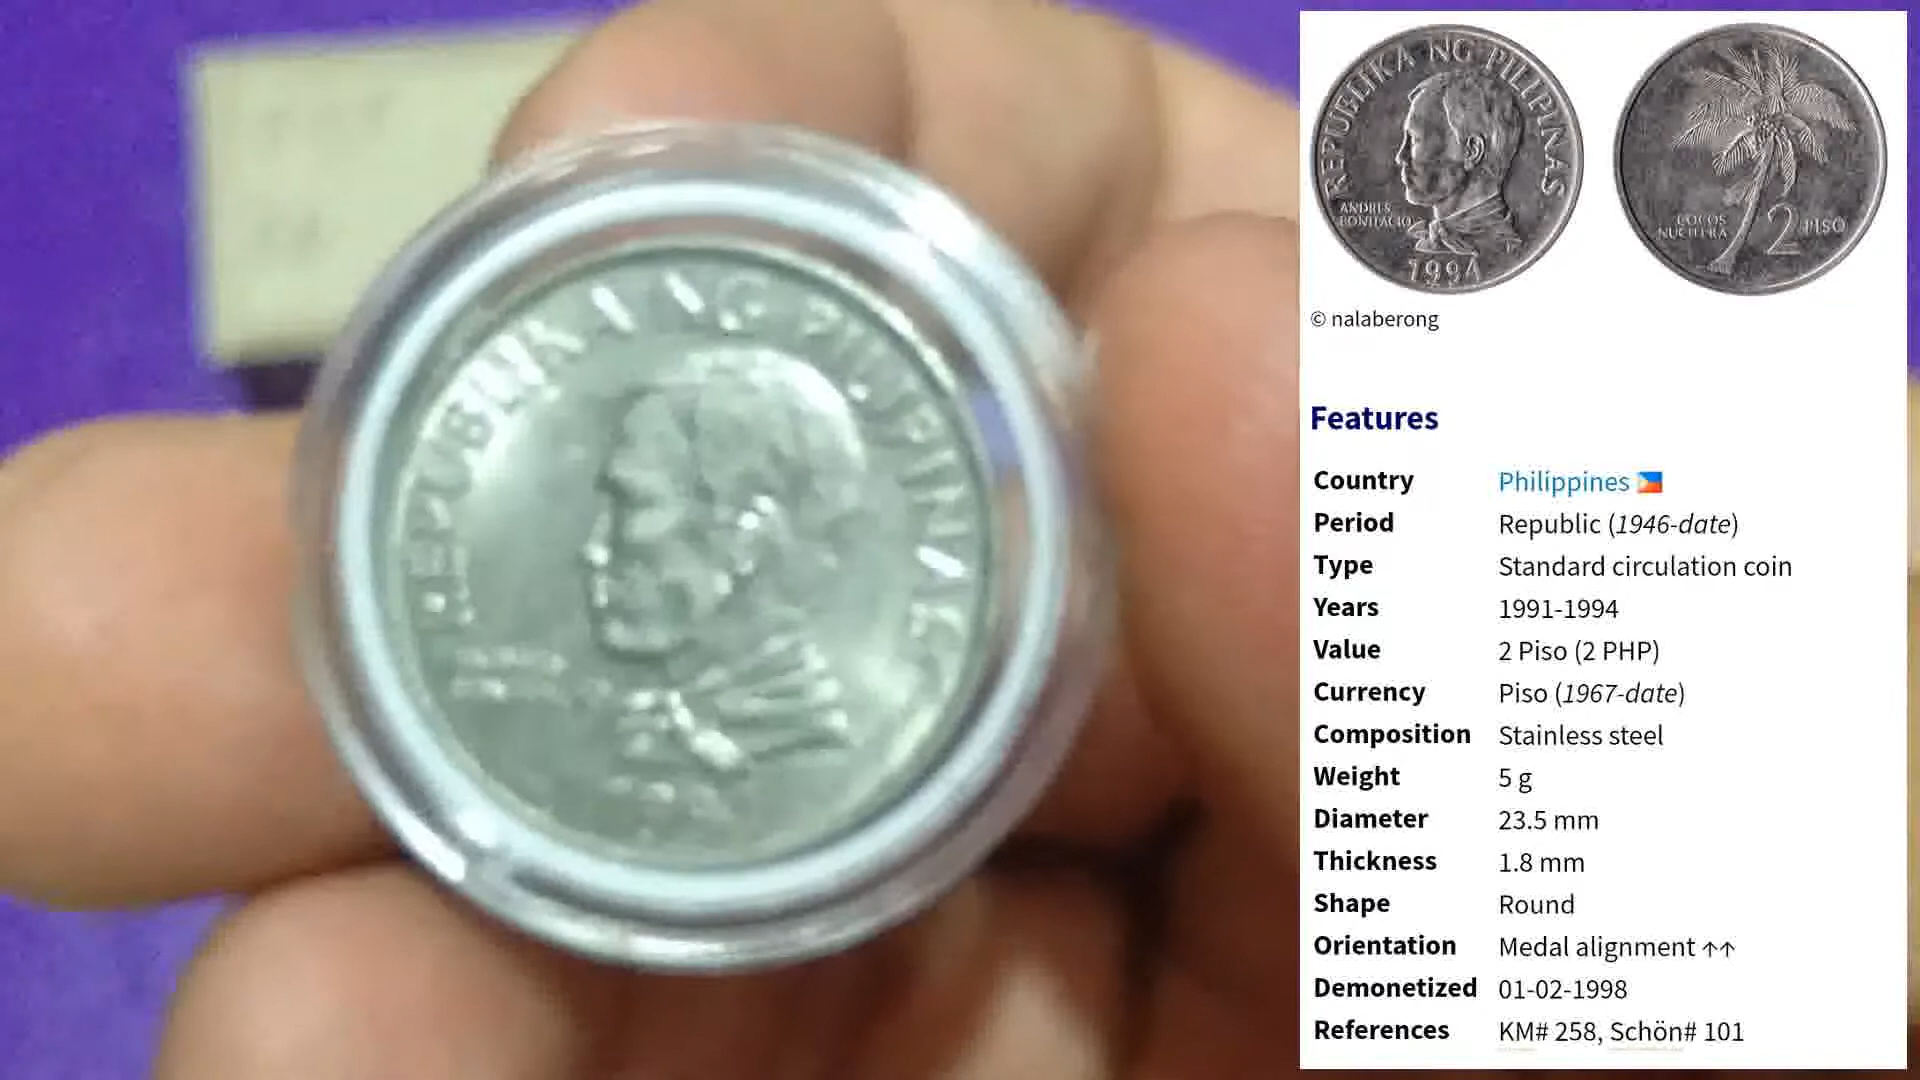 REPUBLIKA NG PILIPINAS
REPUBLIKA NG PILIPINAS
ANDRES
BONIFACIO
1994
COCOS
NUCIFERA
2 PISO
© nalaberong
Features
Country Philippines
Period Republic (1946-date)
Type Standard circulation coin
Years 1991-1994
Value 2 Piso (2 PHP)
Currency Piso (1967-date)
Composition Stainless steel
Weight 5 g
Diameter 23.5 mm
Thickness 1.8 mm
Shape Round
Orientation Medal alignment ↑↑
Demonetized 01-02-1998
References KM# 258, Schön# 101